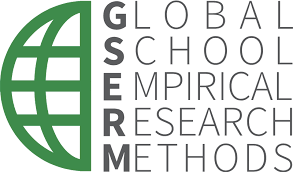 GLOBAL
SCHOOL
EMPIRICAL
RESEARCH
METHODS